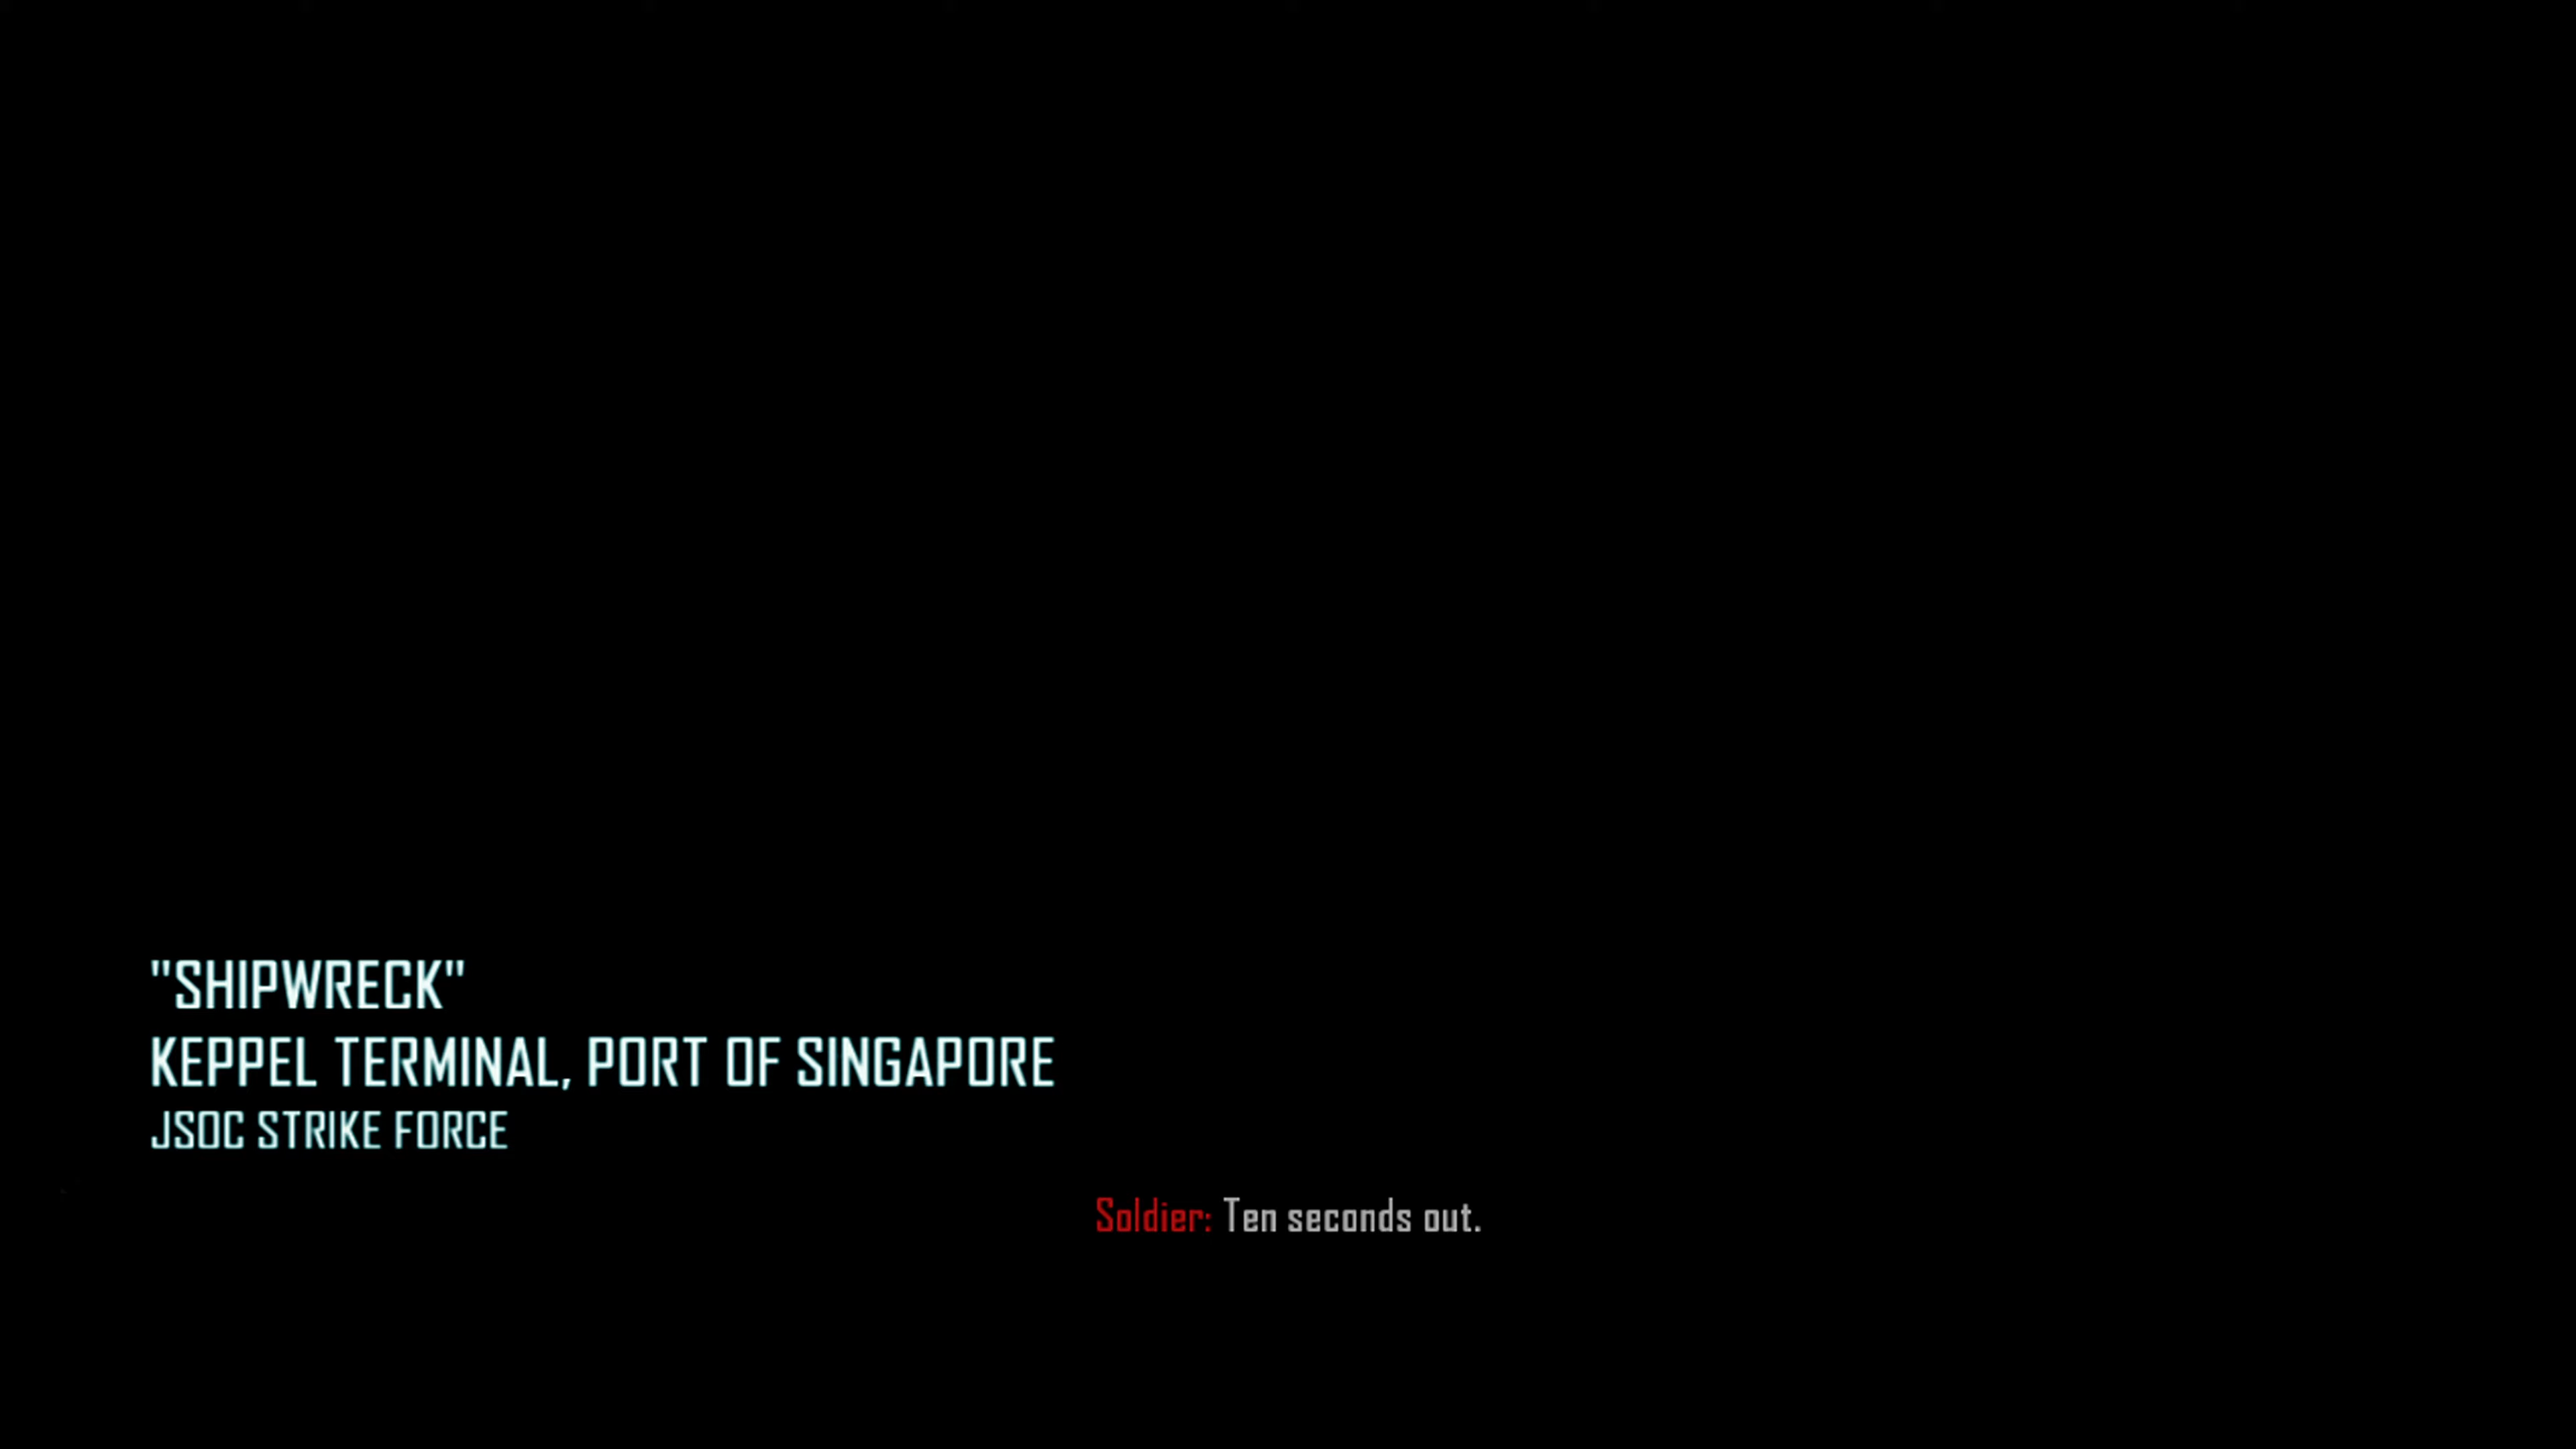 "SHIPWRECK"
KEPPEL TERMINAL, PORT OF SINGAPORE
JSOC STRIKE FORCE
Soldier: Ten seconds out.